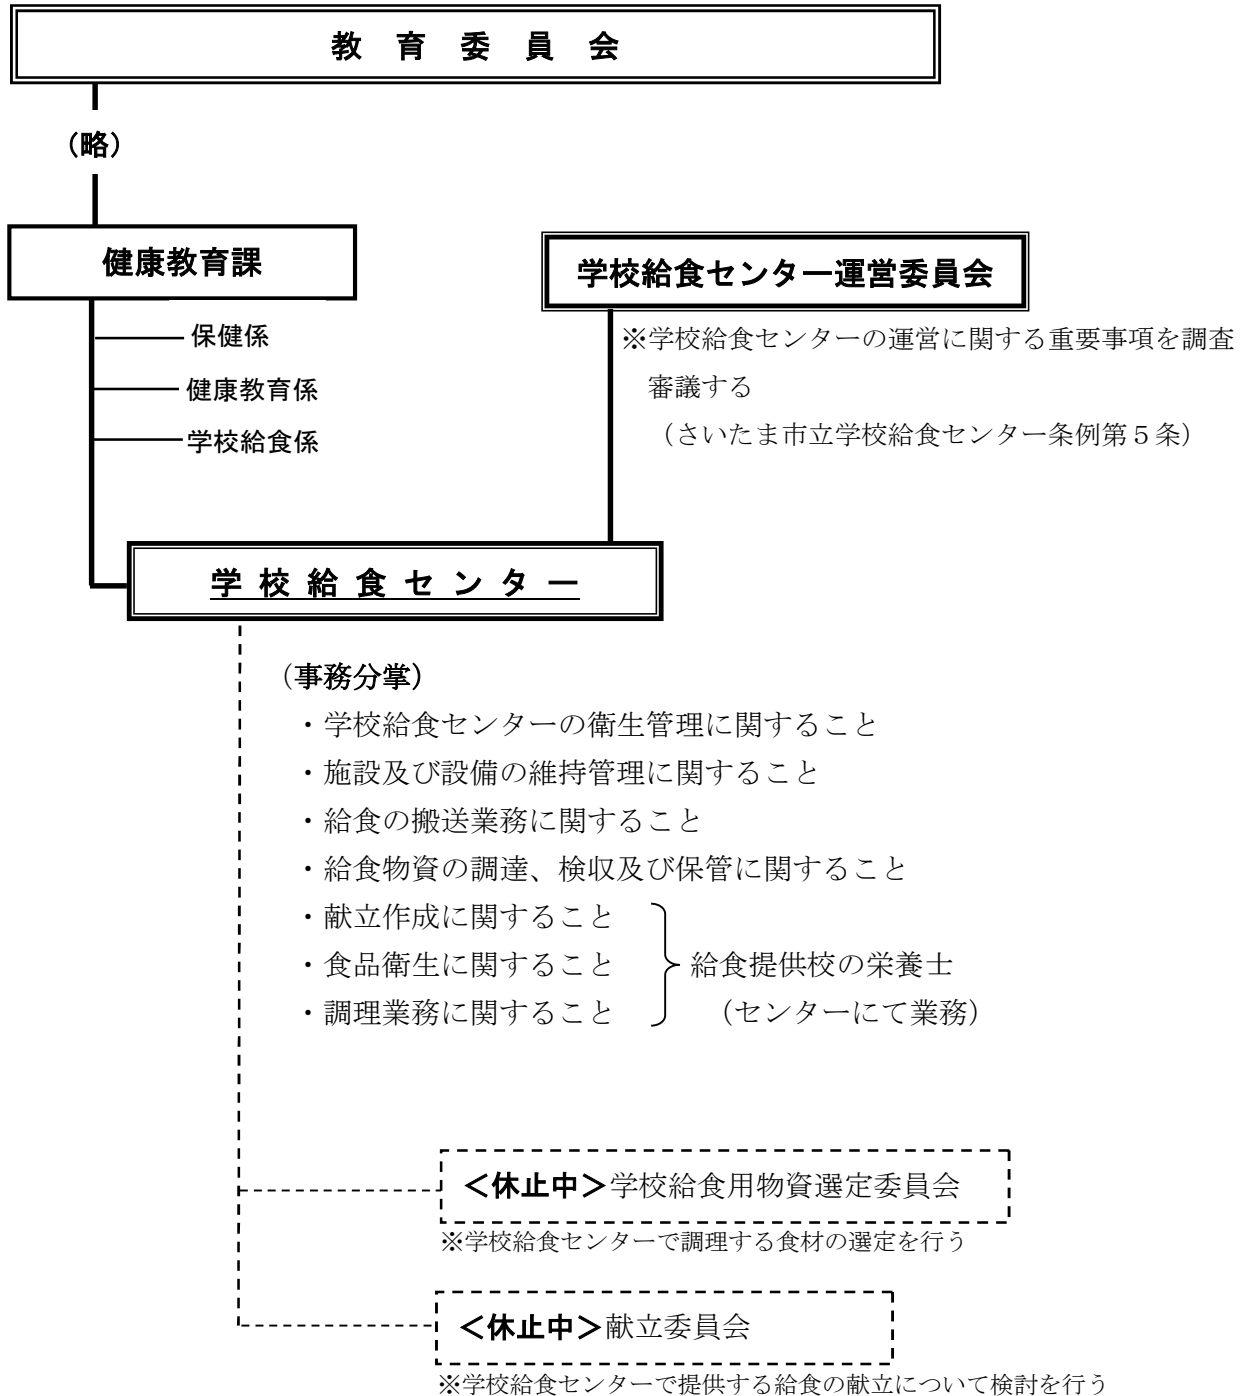 教育委員会
（略）
健康教育課
学校給食センター運営委員会
保健係
健康教育係
学校給食係
※学校給食センターの運営に関する重要事項を調査
審議する
（さいたま市立学校給食センター条例第５条）
学校給食センター
（事務分掌）
・学校給食センターの衛生管理に関すること
・施設及び設備の維持管理に関すること
・給食の搬送業務に関すること
・給食物資の調達、検収及び保管に関すること
・献立作成に関すること
・食品衛生に関すること
・調理業務に関すること
給食提供校の栄養士
（センターにて業務）
＜休止中＞学校給食用物資選定委員会
※学校給食センターで調理する食材の選定を行う
＜休止中＞献立委員会
※学校給食センターで提供する給食の献立について検討を行う